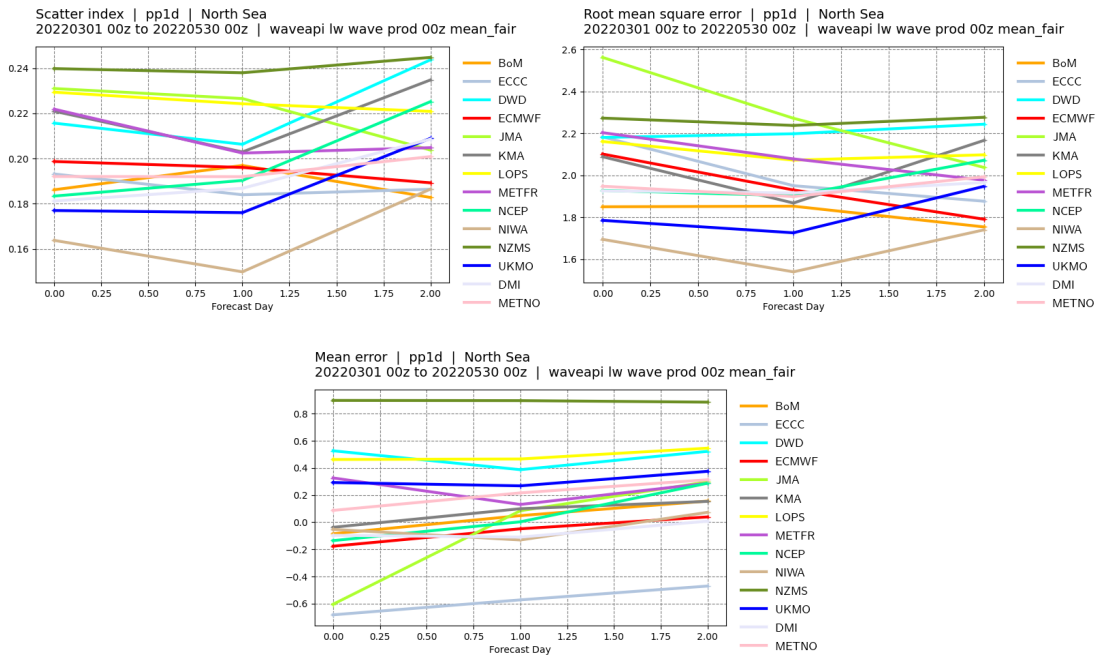 Scatter index | pp1d | North Sea
20220301 00z to 20220530 00z | waveapi lw wave prod 00z mean_fair
0.24
0.22
0.20
0.18
0.16
0.00 0.25 0.50 0.75 1.00 1.25 1.50 1.75 2.00
Forecast Day
BoM
ECCC
DWD
ECMWF
JMA
KMA
LOPS
METFR
NCEP
NIWA
NZMS
UKMO
DMI
METNO
Root mean square error | pp1d | North Sea
20220301 00z to 20220530 00z | waveapi lw wave prod 00z mean_fair
2.6
2.4
2.2
2.0
1.8
1.6
0.00 0.25 0.50 0.75 1.00 1.25 1.50 1.75 2.00
Forecast Day
BoM
ECCC
DWD
ECMWF
JMA
KMA
LOPS
METFR
NCEP
NIWA
NZMS
UKMO
DMI
METNO
Mean error | pp1d | North Sea
20220301 00z to 20220530 00z | waveapi lw wave prod 00z mean_fair
0.8
0.6
0.4
0.2
0.0
−0.2
−0.4
−0.6
0.00 0.25 0.50 0.75 1.00 1.25 1.50 1.75 2.00
Forecast Day
BoM
ECCC
DWD
ECMWF
JMA
KMA
LOPS
METFR
NCEP
NIWA
NZMS
UKMO
DMI
METNO